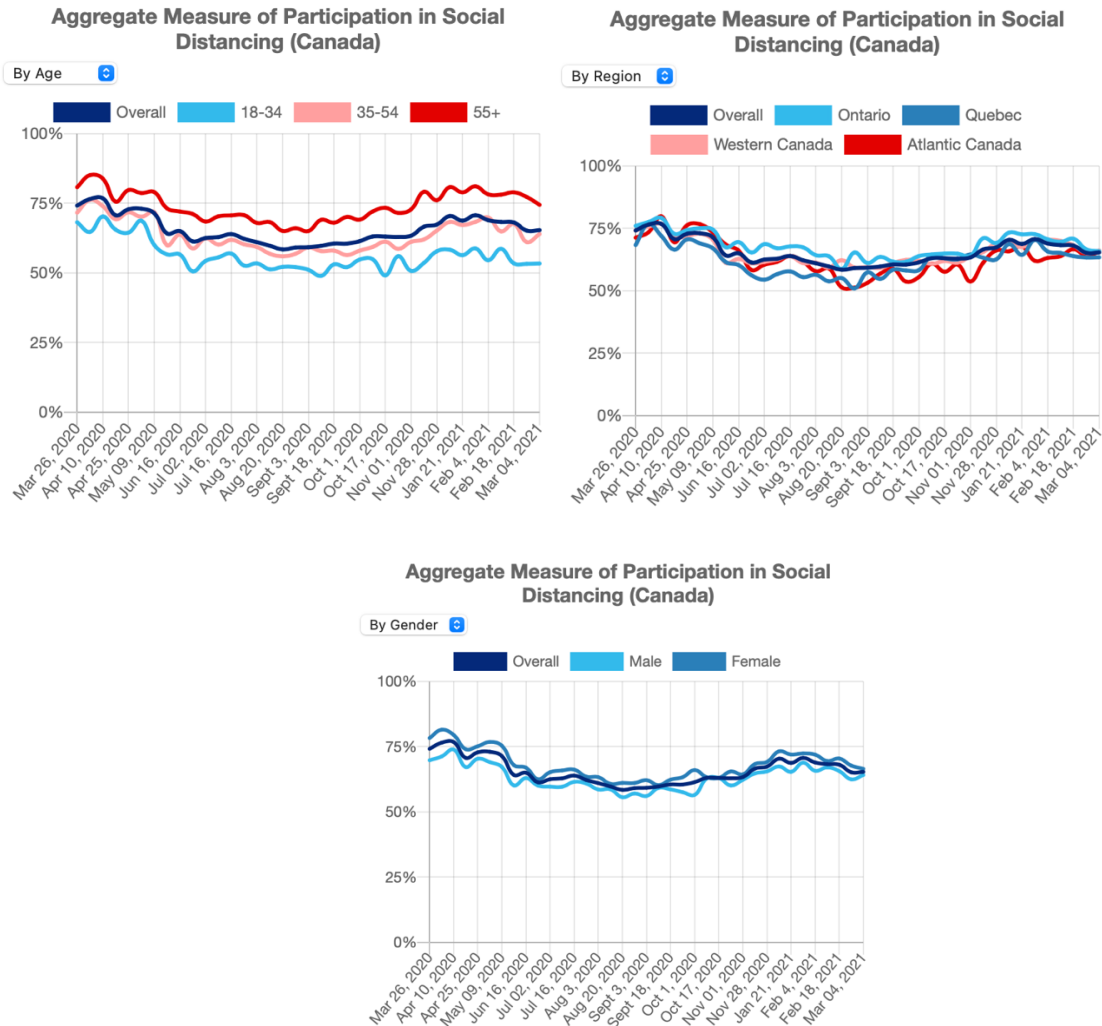 Aggregate Measure of Participation in Social
Distancing (Canada)
By Age
Overall 18-34 35-54 55+
100%
75%
50%
25%
0%
Mar 26, 2020
Apr 10, 2020
Apr 25, 2020
May 09, 2020
Jun 16, 2020
Jul 02, 2020
Jul 16, 2020
Aug 3, 2020
Aug 20, 2020
Sept 3, 2020
Sept 18, 2020
Oct 1, 2020
Oct 17, 2020
Nov 01, 2020
Nov 28, 2020
Jan 21, 2021
Feb 4, 2021
Feb 18, 2021
Mar 04, 2021
Aggregate Measure of Participation in Social
Distancing (Canada)
By Region
Overall Ontario Quebec
Western Canada Atlantic Canada
100%
75%
50%
25%
0%
Mar 26, 2020
Apr 10, 2020
Apr 25, 2020
May 09, 2020
Jun 16, 2020
Jul 02, 2020
Jul 16, 2020
Aug 3, 2020
Aug 20, 2020
Sept 3, 2020
Sept 18, 2020
Oct 1, 2020
Oct 17, 2020
Nov 01, 2020
Nov 28, 2020
Jan 21, 2021
Feb 4, 2021
Feb 18, 2021
Mar 04, 2021
Aggregate Measure of Participation in Social
Distancing (Canada)
By Gender
Overall Male Female
100%
75%
50%
25%
0%
Mar 26, 2020
Apr 10, 2020
Apr 25, 2020
May 09, 2020
Jun 16, 2020
Jul 02, 2020
Jul 16, 2020
Aug 3, 2020
Aug 20, 2020
Sept 3, 2020
Sept 18, 2020
Oct 1, 2020
Oct 17, 2020
Nov 01, 2020
Nov 28, 2020
Jan 21, 2021
Feb 4, 2021
Feb 18, 2021
Mar 04, 2021